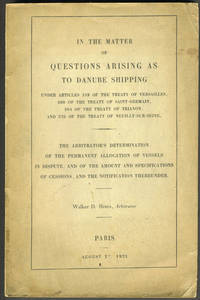 IN THE MATTER
OF
QUESTIONS ARISING AS
TO DANUBE SHIPPING
UNDER ARTICLES 339 OF THE TREATY OF VERSAILLES,
300 OF THE TREATY OF SAINT-GERMAIN,
284 OF THE TREATY OF TRIANON,
AND 228 OF THE TREATY OF NEUILLY-SUR-SEINE.
THE ARBITRATOR'S DETERMINATION
OF THE PERMANENT ALLOCATION OF VESSELS
IN DISPUTE, AND OF THE AMOUNT AND SPECIFICATIONS
OF CESSIONS, AND THE NOTIFICATION THEREUNDER.
Walker D. Hines, Arbitrator
PARIS
AUGUST 2nd 1921